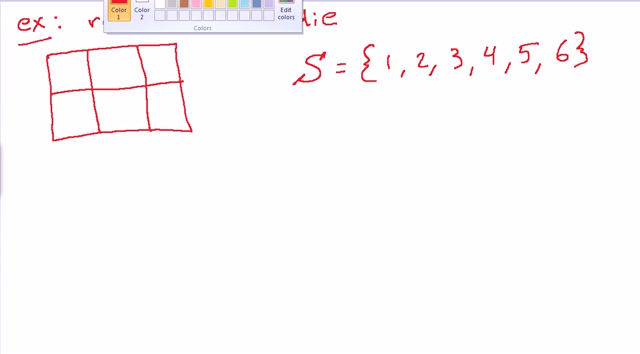 Color 1
Color 2
Edit colors
Colors
ex: die
S = {1, 2, 3, 4, 5, 6}